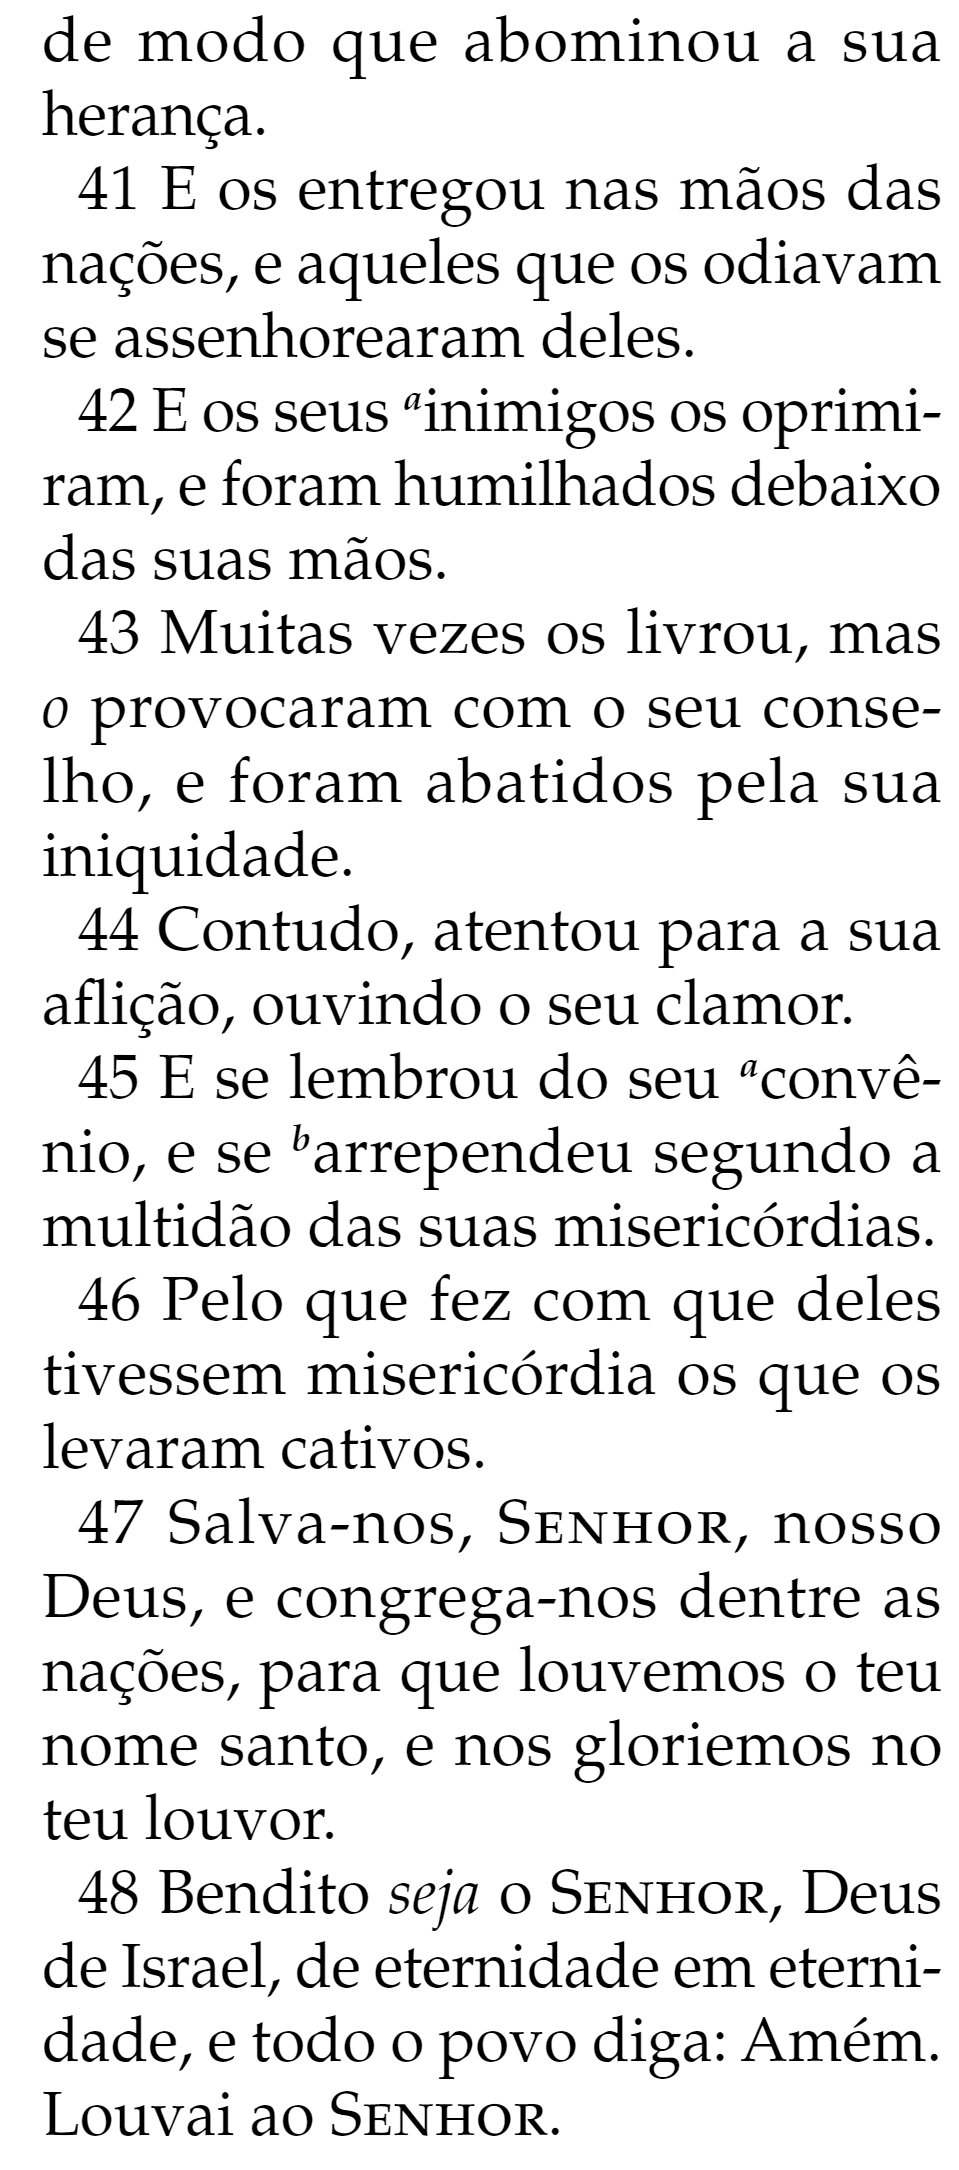 de modo que abominou a sua
herança.
41 E os entregou nas mãos das
nações, e aqueles que os odiavam
se assenhorearam deles.
42 E os seus ᵃinimigos os oprimi-
ram, e foram humilhados debaixo
das suas mãos.
43 Muitas vezes os livrou, mas
o provocaram com o seu conse-
lho, e foram abatidos pela sua
iniquidade.
44 Contudo, atentou para a sua
aflição, ouvindo o seu clamor.
45 E se lembrou do seu ᵃconvê-
nio, e se ᵇarrependeu segundo a
multidão das suas misericórdias.
46 Pelo que fez com que deles
tivessem misericórdia os que os
levaram cativos.
47 Salva-nos, SENHOR, nosso
Deus, e congrega-nos dentre as
nações, para que louvemos o teu
nome santo, e nos gloriemos no
teu louvor.
48 Bendito seja o SENHOR, Deus
de Israel, de eternidade em eterni-
dade, e todo o povo diga: Amém.
Louvai ao SENHOR.